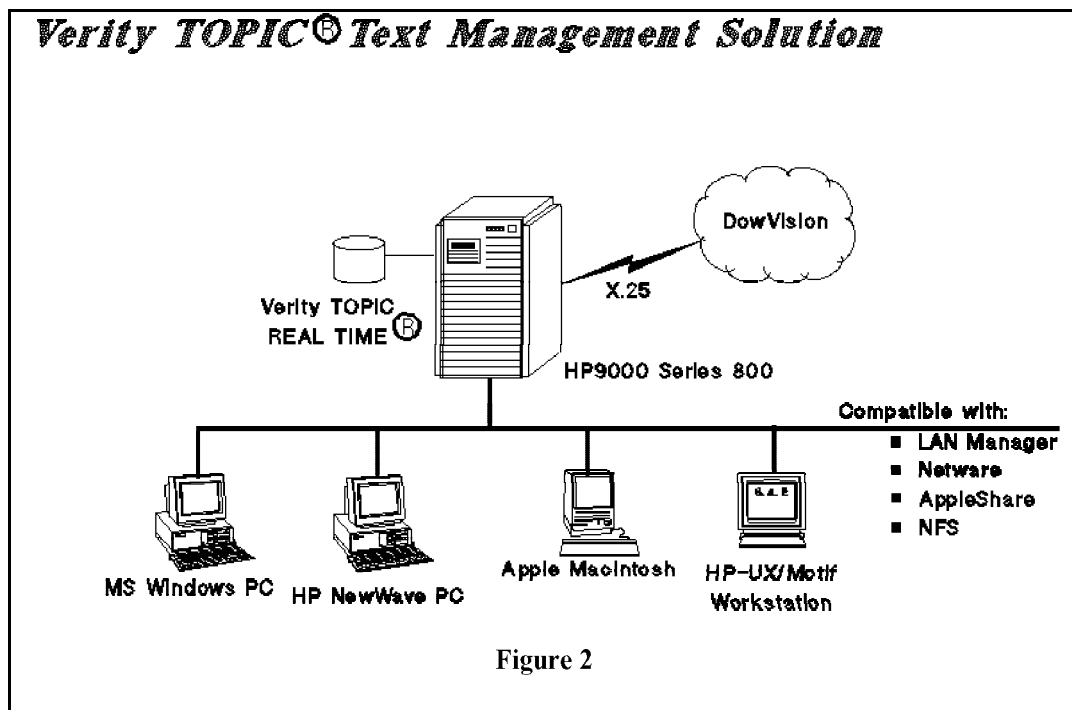 Verity TOPIC® Text Management Solution
DowVision
X.25
Verity TOPIC
REAL TIME ®
HP9000 Series 800
Compatible with:
■ LAN Manager
■ Netware
■ AppleShare
■ NFS
MS Windows PC
HP NewWave PC
Apple Macintosh
HP-UX/Motif
Workstation
Figure 2